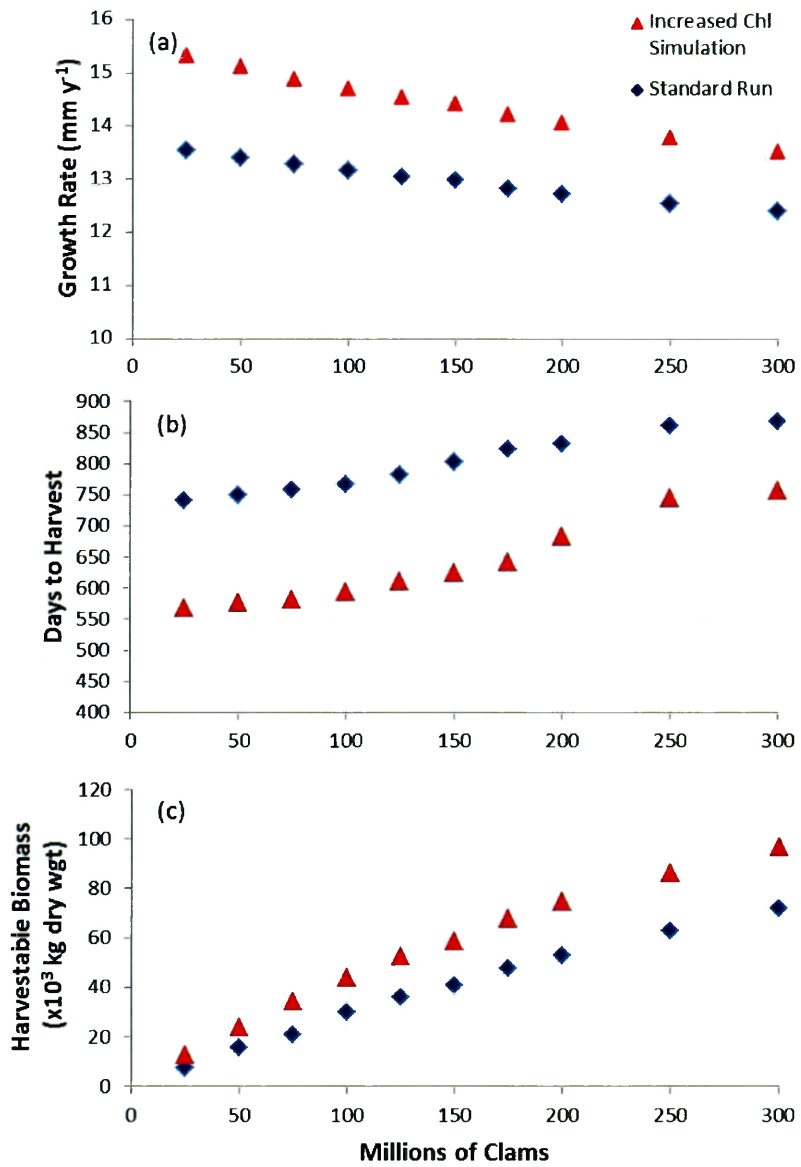 (a)
Increased Chl
Simulation
Standard Run
Growth Rate (mm y⁻¹)
16
15
14
13
12
11
10
0 50 100 150 200 250 300
(b)
Days to Harvest
900
850
800
750
700
650
600
550
500
450
400
0 50 100 150 200 250 300
(c)
Harvestable Biomass
(x10³ kg dry wgt)
120
100
80
60
40
20
0
0 50 100 150 200 250 300
Millions of Clams